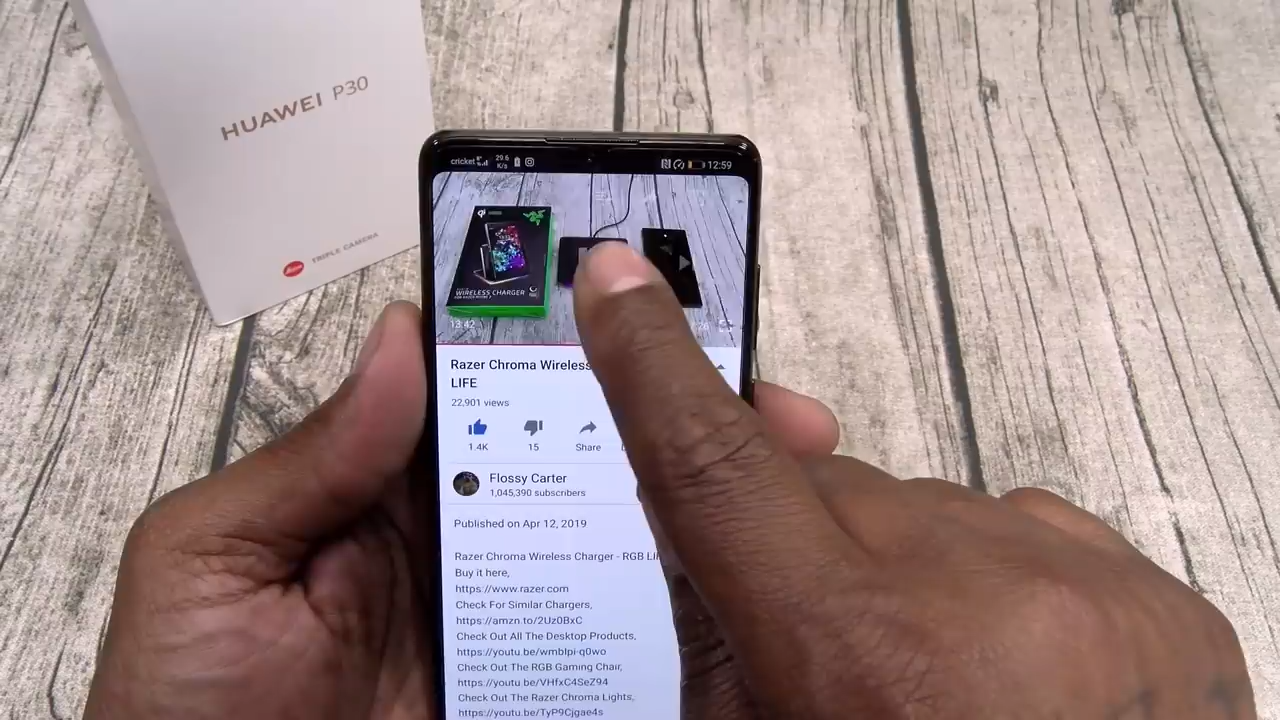 HUAWEI P30
TRIPLE CAMERA
cricket
29.6
K/s
12:59
WIRELESS CHARGER
13:42
Razer Chroma Wireless
LIFE
22,901 views
1.4K
15
Share
Flossy Carter
1,045,390 subscribers
Published on Apr 12, 2019
Razer Chroma Wireless Charger - RGB
Buy it here,
https://www.razer.com
Check For Similar Chargers,
https://amzn.to/2Uz0BxC
Check Out All The Desktop Products,
https://youtu.be/wmblpi-q0wo
Check Out The RGB Gaming Chair,
https://youtu.be/VHfxC4SeZ94
Check Out The Razer Chroma Lights,
https://youtu.be/TyP9Cjgae4s